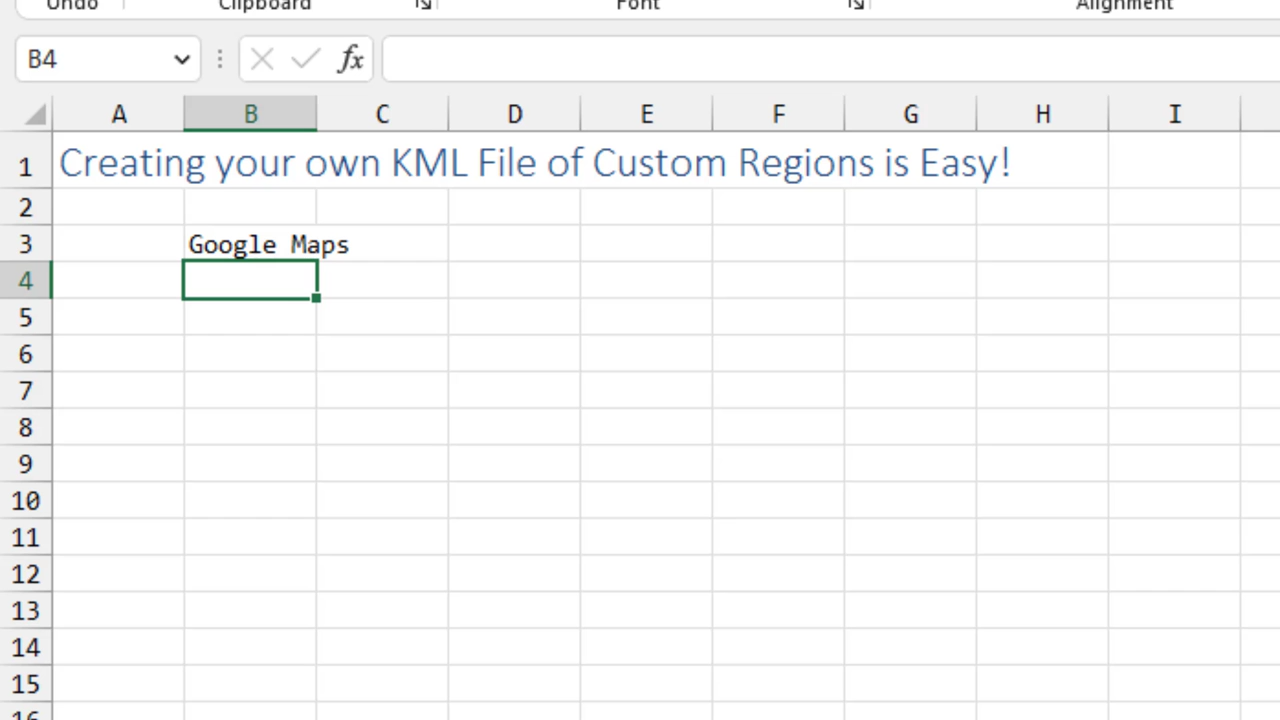 Undo Clipboard Font Alignment
B4 fx
A B C D E F G H I
1 Creating your own KML File of Custom Regions is Easy!
2
3 Google Maps
4
5
6
7
8
9
10
11
12
13
14
15
16